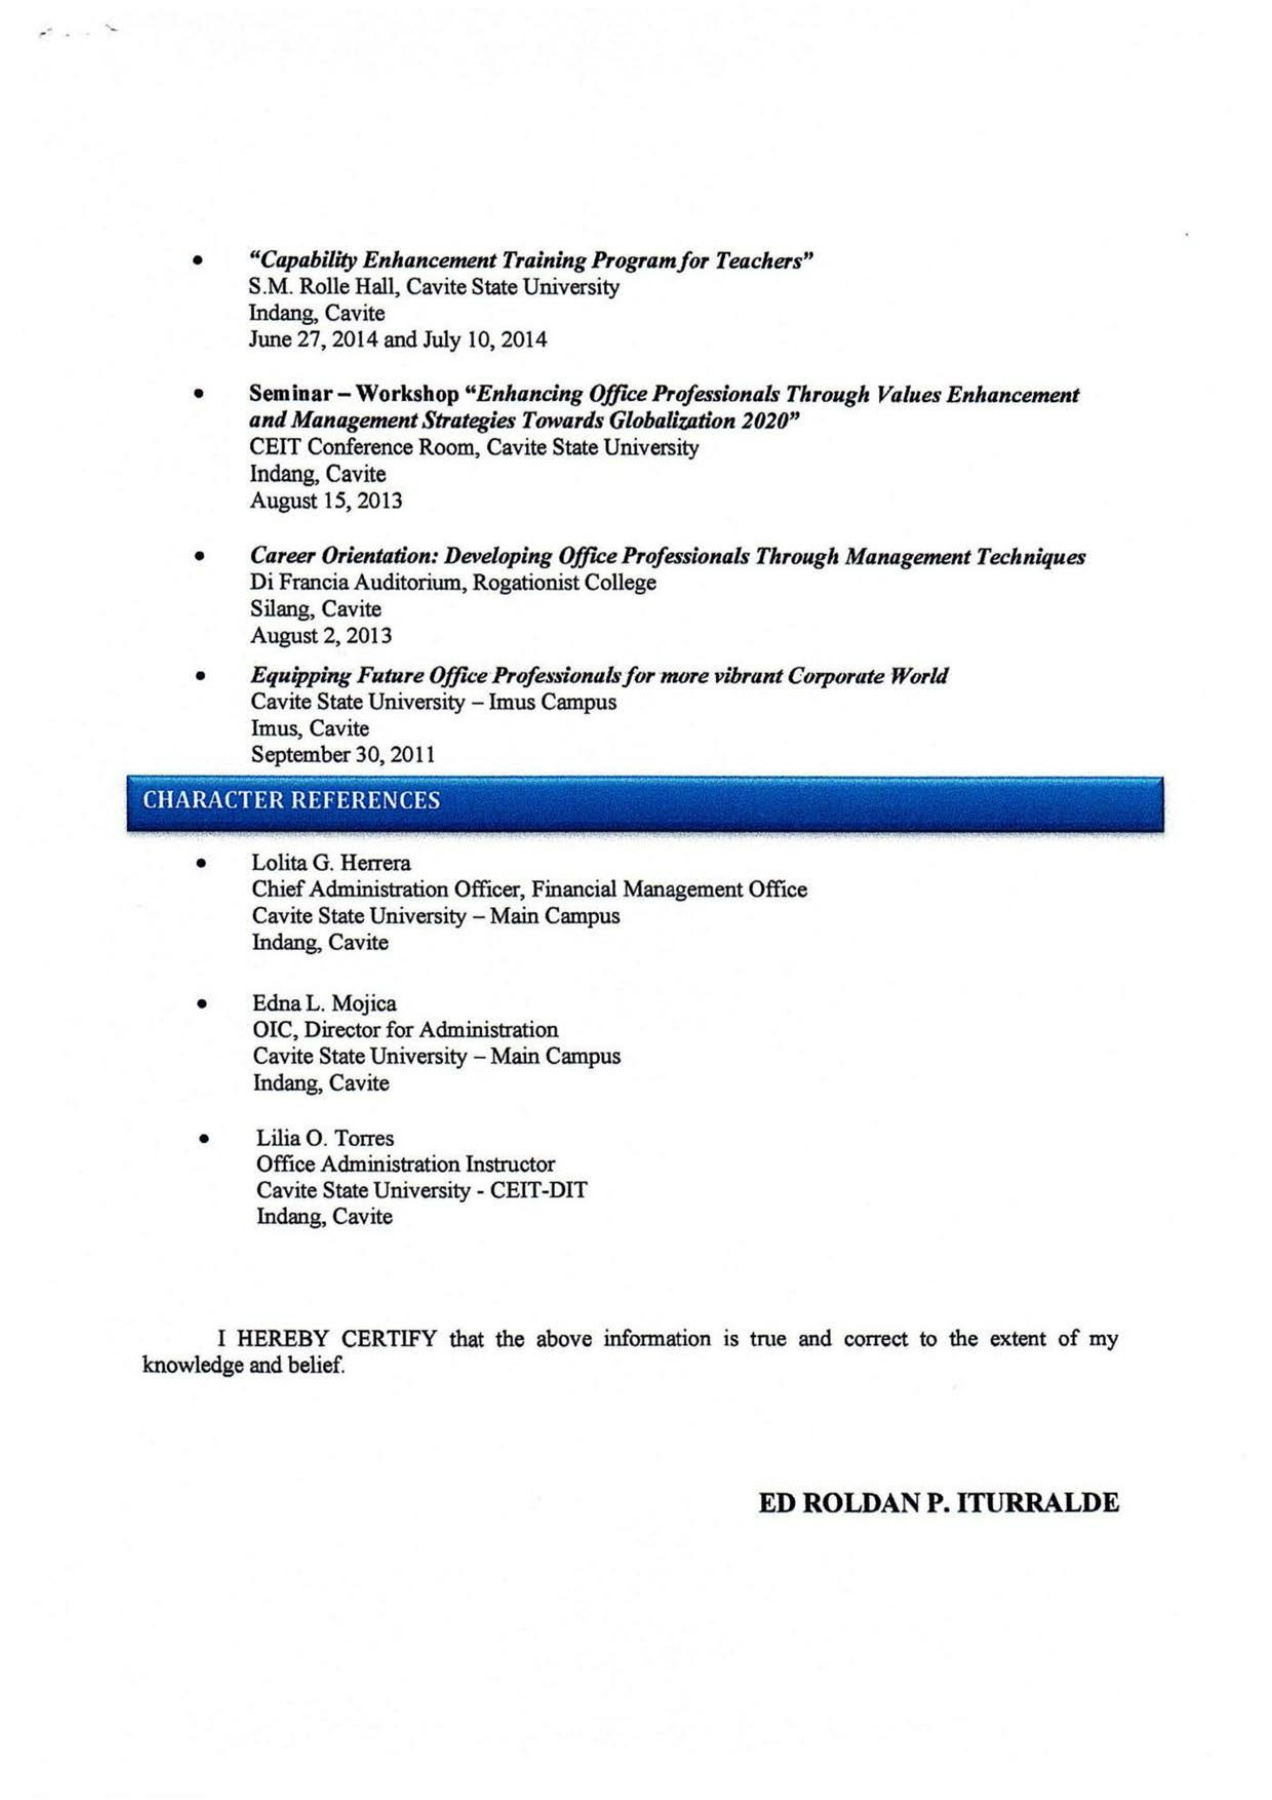 • “Capability Enhancement Training Program for Teachers”
S.M. Rolle Hall, Cavite State University
Indang, Cavite
June 27, 2014 and July 10, 2014
• Seminar – Workshop “Enhancing Office Professionals Through Values Enhancement
and Management Strategies Towards Globalization 2020”
CEIT Conference Room, Cavite State University
Indang, Cavite
August 15, 2013
• Career Orientation: Developing Office Professionals Through Management Techniques
Di Francia Auditorium, Rogationist College
Silang, Cavite
August 2, 2013
• Equipping Future Office Professionals for more vibrant Corporate World
Cavite State University – Imus Campus
Imus, Cavite
September 30, 2011
CHARACTER REFERENCES
• Lolita G. Herrera
Chief Administration Officer, Financial Management Office
Cavite State University – Main Campus
Indang, Cavite
• Edna L. Mojica
OIC, Director for Administration
Cavite State University – Main Campus
Indang, Cavite
• Lilia O. Torres
Office Administration Instructor
Cavite State University - CEIT-DIT
Indang, Cavite
I HEREBY CERTIFY that the above information is true and correct to the extent of my
knowledge and belief.
ED ROLDAN P. ITURRALDE